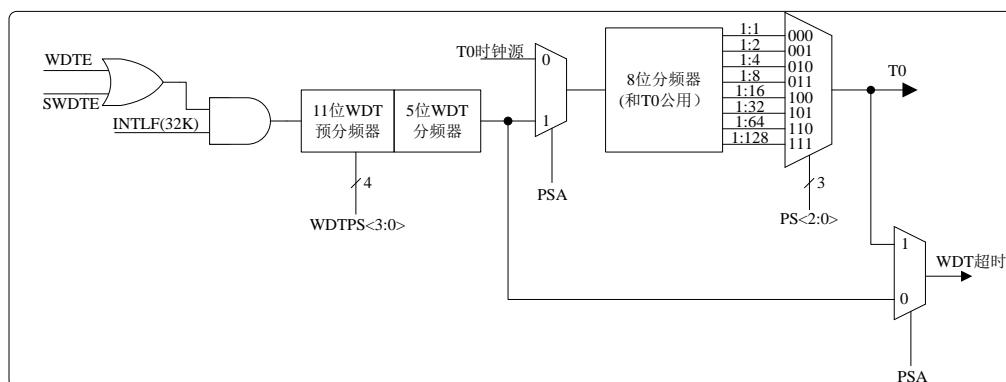 WDTE
SWDTE
INTLF(32K)
11位WDT
预分频器
5位WDT
分频器
4
WDTPS<3:0>
T0时钟源
0
1
PSA
8位分频器
(和T0公用）
1:1
1:2
1:4
1:8
1:16
1:32
1:64
1:128
000
001
010
011
100
101
110
111
3
PS<2:0>
T0
1
0
WDT超时
PSA